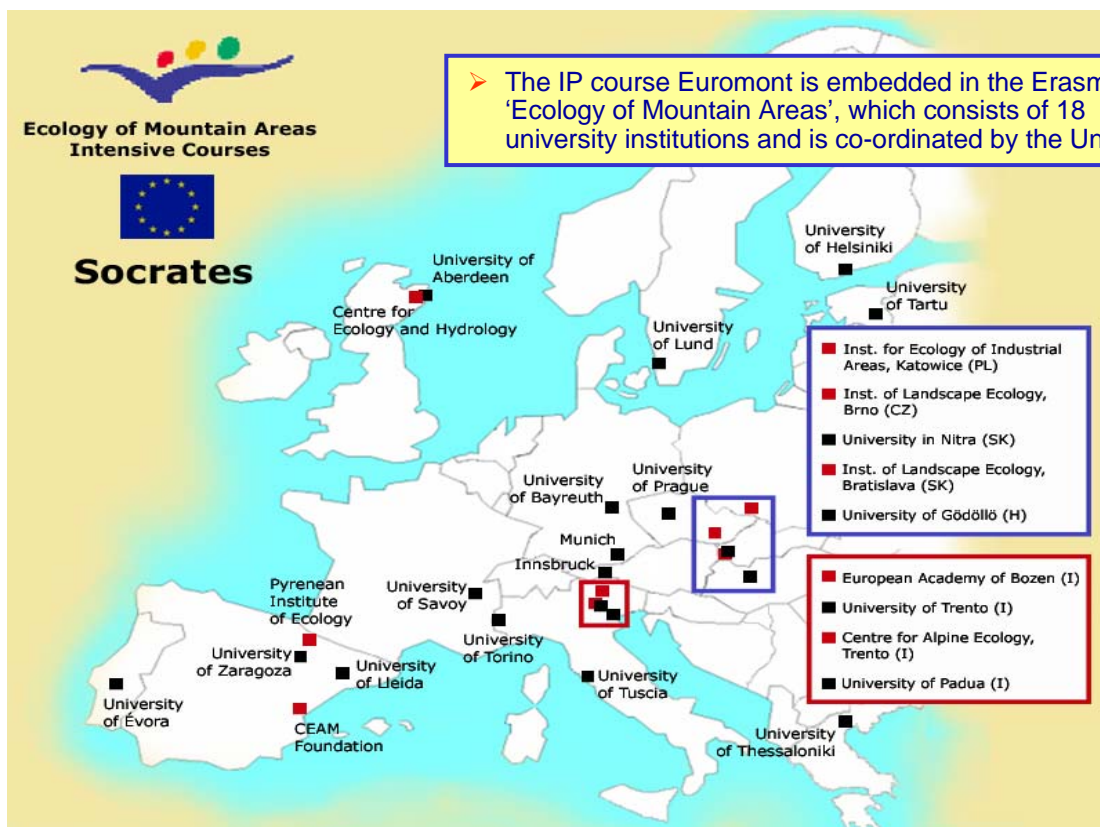 Ecology of Mountain Areas
Intensive Courses
Socrates
➢ The IP course Euromont is embedded in the Erasm
‘Ecology of Mountain Areas’, which consists of 18
university institutions and is co-ordinated by the Un
University
of Helsiniki
University of
Aberdeen
Centre for
Ecology and Hydrology
University
of Tartu
University
of Lund
Inst. for Ecology of Industrial
Areas, Katowice (PL)
Inst. of Landscape Ecology,
Brno (CZ)
University in Nitra (SK)
Inst. of Landscape Ecology,
Bratislava (SK)
University of Gödöllö (H)
University
of Prague
University
of Bayreuth
Munich
Innsbruck
European Academy of Bozen (I)
University of Trento (I)
Centre for Alpine Ecology,
Trento (I)
University of Padua (I)
Pyrenean
Institute
of Ecology
University
of Savoy
University
of Torino
University
of Zaragoza
University
of Lleida
University
of Tuscia
University
of Évora
CEAM
Foundation
University
of Thessaloniki